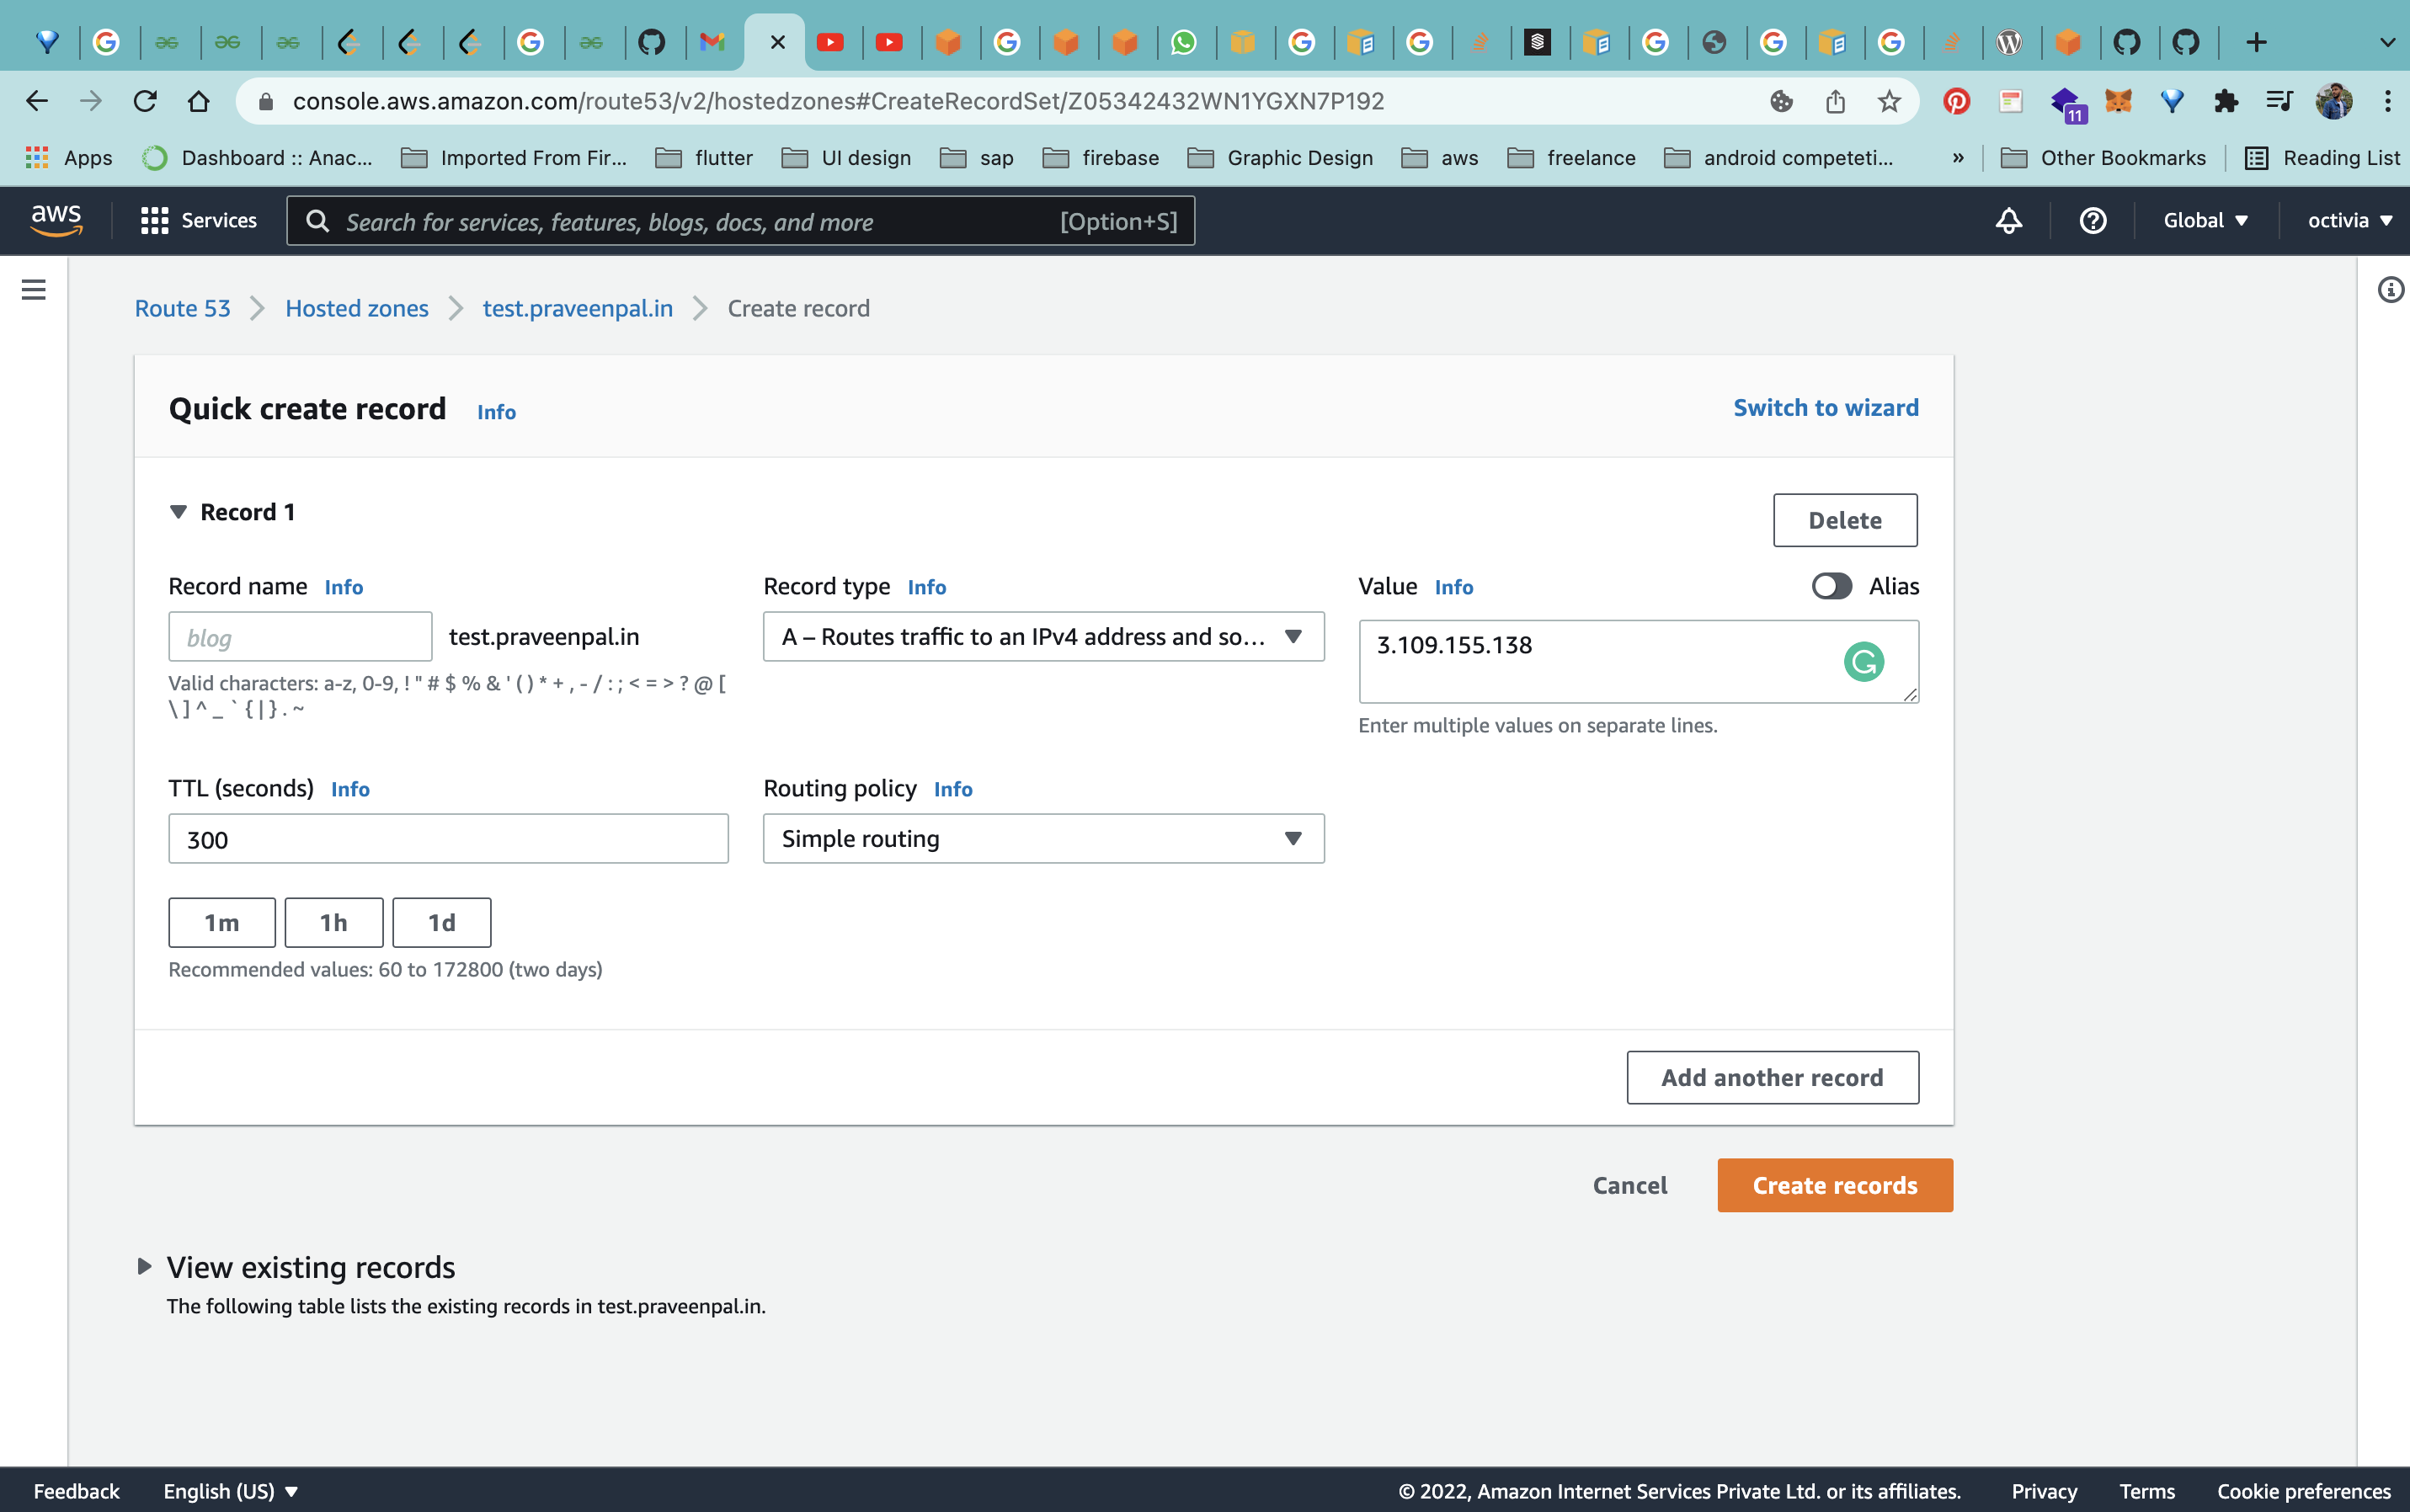 console.aws.amazon.com/route53/v2/hostedzones#CreateRecordSet/Z05342432WN1YGXN7P192
11
Apps Dashboard :: Anac... Imported From Fir... flutter UI design sap firebase Graphic Design aws freelance android competeti... » Other Bookmarks Reading List
aws Services Search for services, features, blogs, docs, and more [Option+S] Global octivia
Route 53 Hosted zones test.praveenpal.in Create record
Quick create record Info Switch to wizard
Record 1 Delete
Record name Info Record type Info Value Info Alias
blog test.praveenpal.in A – Routes traffic to an IPv4 address and so... 3.109.155.138
Valid characters: a-z, 0-9, ! " # $ % & ' ( ) * + , - / : ; < = > ? @ [
\ ] ^ _ ` { | } . ~
Enter multiple values on separate lines.
TTL (seconds) Info Routing policy Info
300 Simple routing
1m 1h 1d
Recommended values: 60 to 172800 (two days)
Add another record
Cancel Create records
View existing records
The following table lists the existing records in test.praveenpal.in.
Feedback English (US) © 2022, Amazon Internet Services Private Ltd. or its affiliates. Privacy Terms Cookie preferences